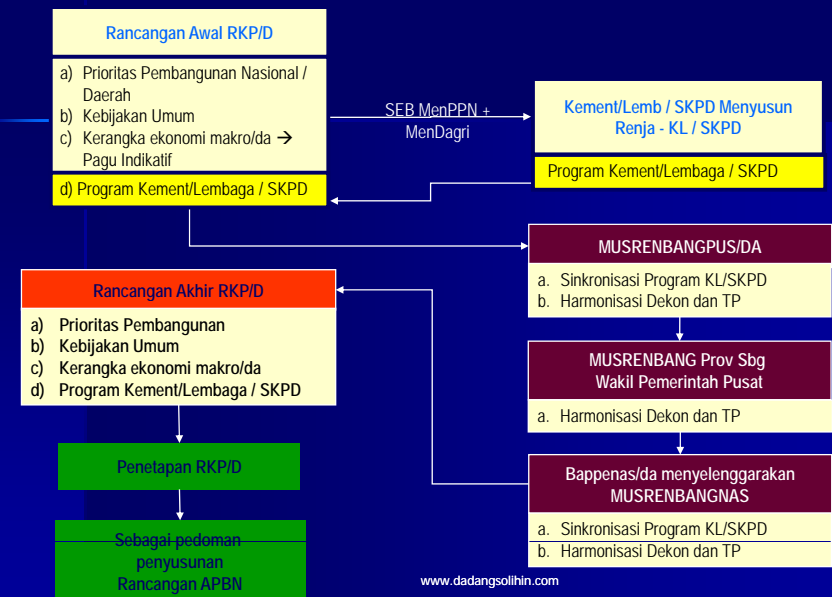 Rancangan Awal RKP/D
a) Prioritas Pembangunan Nasional /
Daerah
b) Kebijakan Umum
c) Kerangka ekonomi makro/da →
Pagu Indikatif
d) Program Kement/Lembaga / SKPD
SEB MenPPN +
MenDagri
Kement/Lemb / SKPD Menyusun
Renja - KL / SKPD
Program Kement/Lembaga / SKPD
MUSRENBANGPUS/DA
a. Sinkronisasi Program KL/SKPD
b. Harmonisasi Dekon dan TP
MUSRENBANG Prov Sbg
Wakil Pemerintah Pusat
a. Harmonisasi Dekon dan TP
Bappenas/da menyelenggarakan
MUSRENBANGNAS
a. Sinkronisasi Program KL/SKPD
b. Harmonisasi Dekon dan TP
Rancangan Akhir RKP/D
a) Prioritas Pembangunan
b) Kebijakan Umum
c) Kerangka ekonomi makro/da
d) Program Kement/Lembaga / SKPD
Penetapan RKP/D
Sebagai pedoman
penyusunan
Rancangan APBN
www.dadangsolihin.com